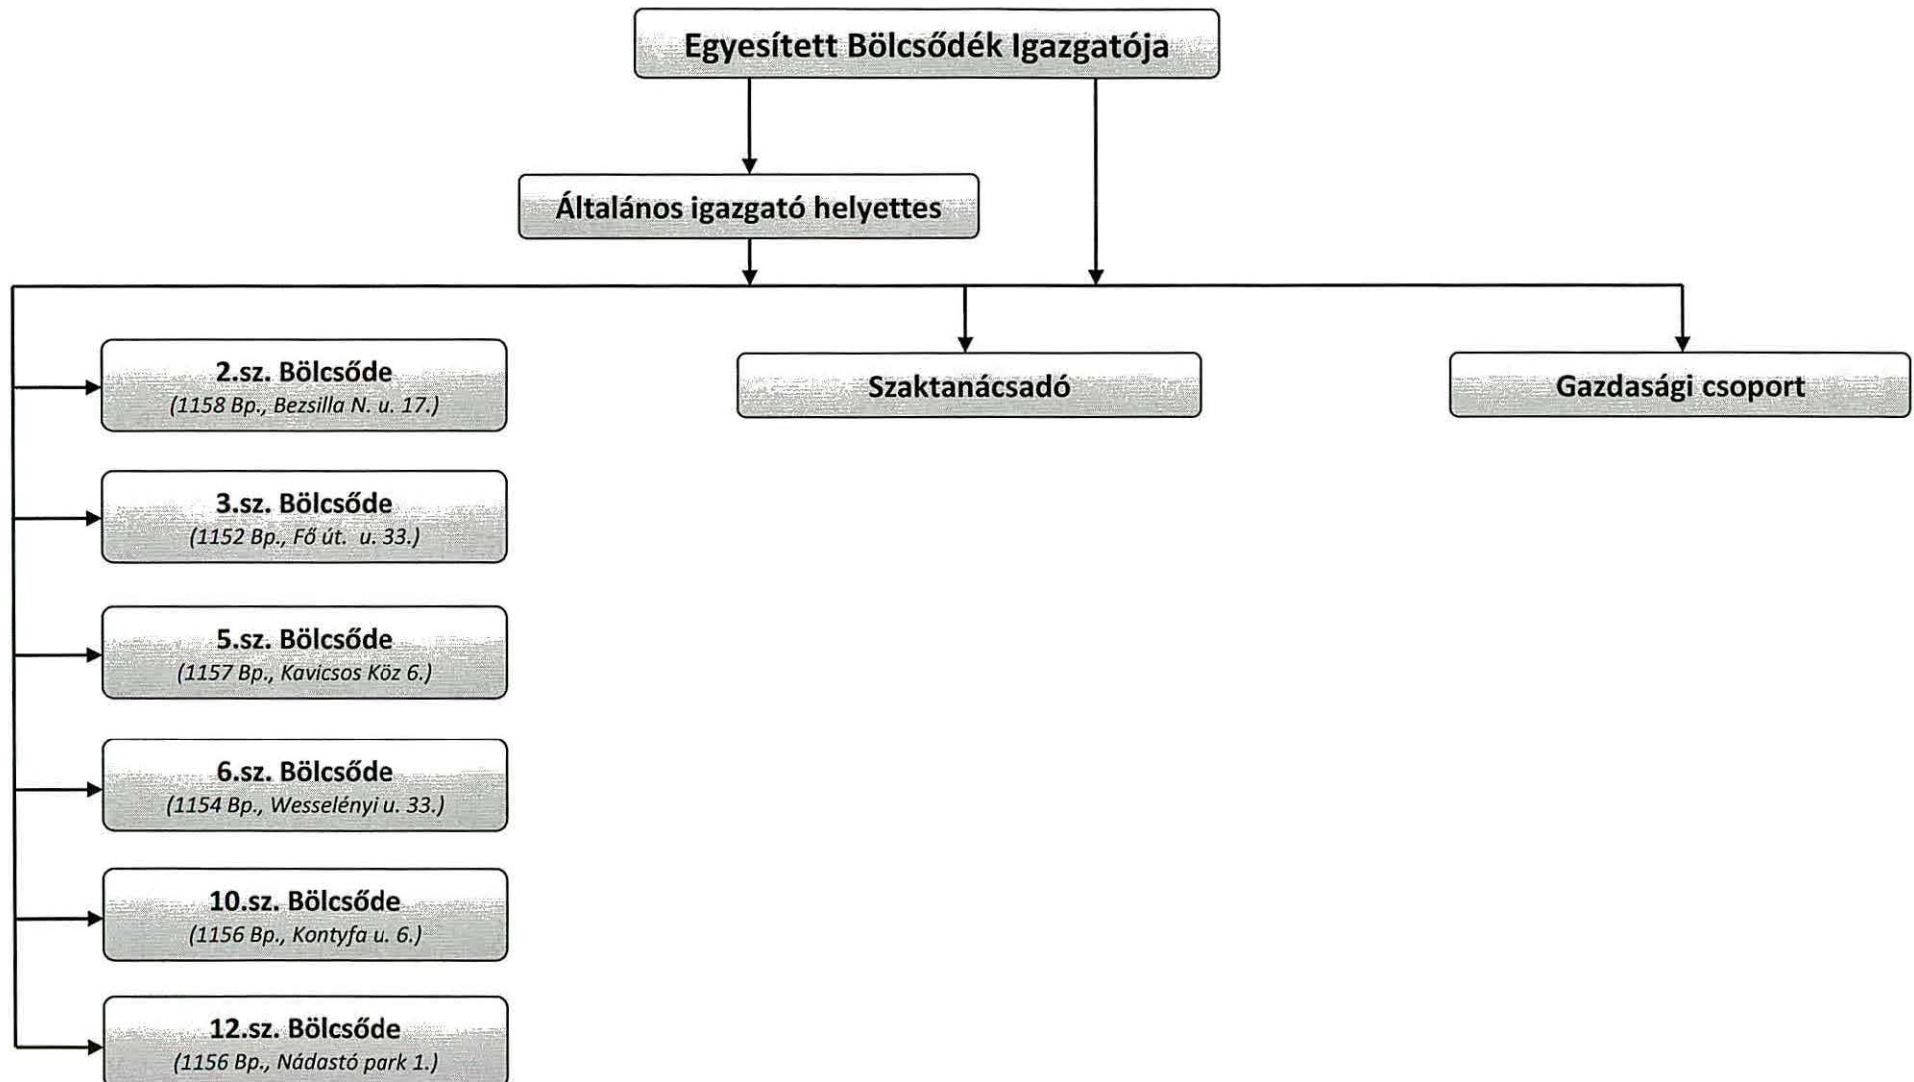 Egyesített Bölcsődék Igazgatója
Általános igazgató helyettes
2.sz. Bölcsőde
(1158 Bp., Bezsilla N. u. 17.)
Szaktanácsadó
Gazdasági csoport
3.sz. Bölcsőde
(1152 Bp., Fő út. u. 33.)
5.sz. Bölcsőde
(1157 Bp., Kavicsos Köz 6.)
6.sz. Bölcsőde
(1154 Bp., Wesselényi u. 33.)
10.sz. Bölcsőde
(1156 Bp., Kontyfa u. 6.)
12.sz. Bölcsőde
(1156 Bp., Nádastó park 1.)